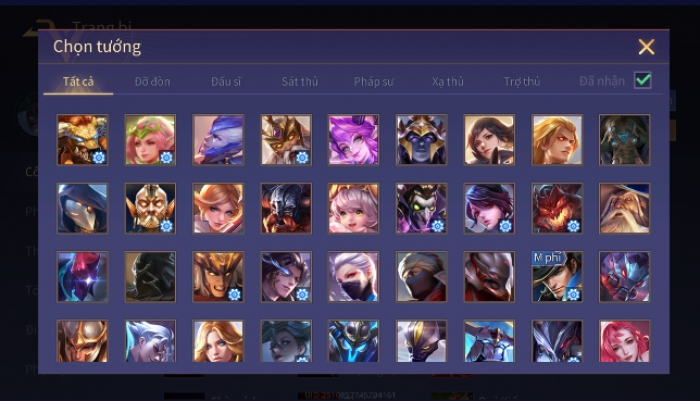 Trang bị
Chọn tướng
Tất cả
Đỡ đòn
Đấu sĩ
Sát thủ
Pháp sư
Xạ thủ
Trợ thủ
Đã nhận
M phí